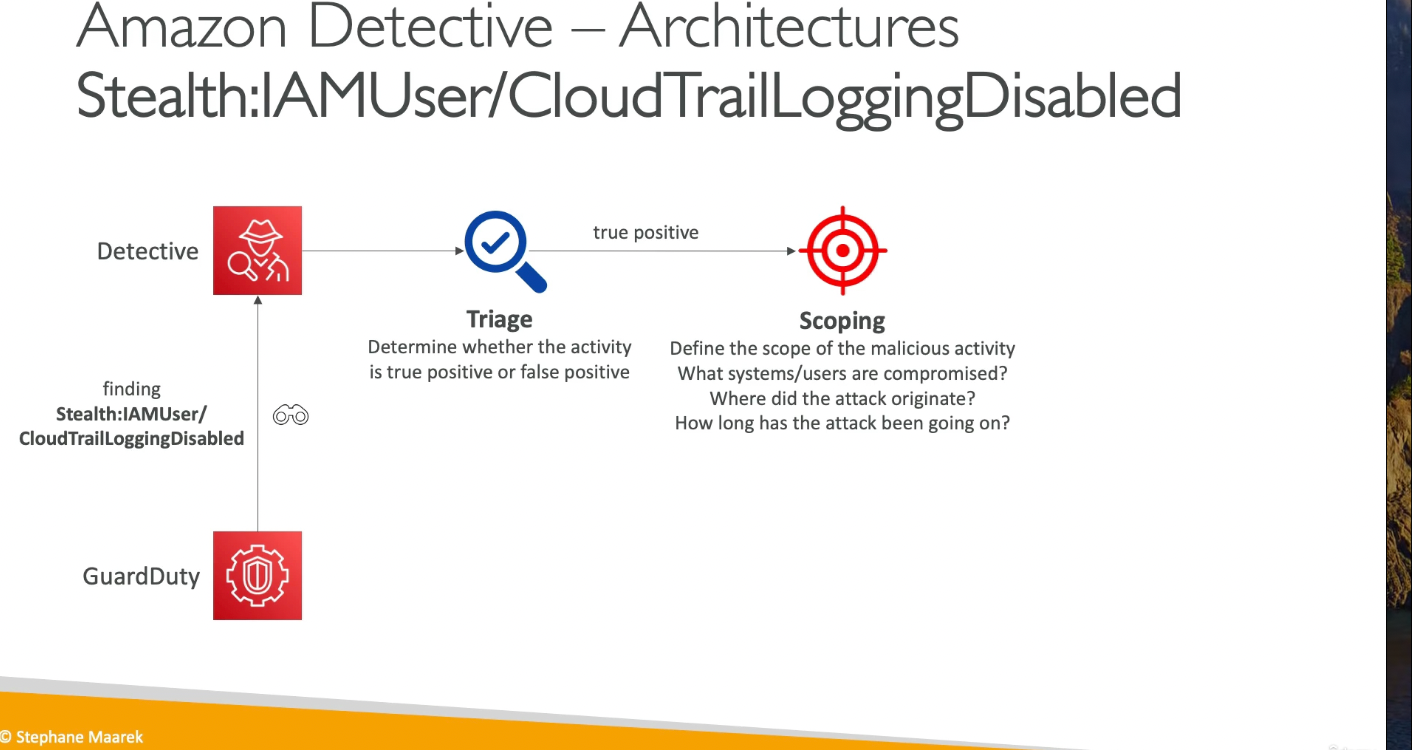 Amazon Detective – Architectures
Stealth:IAMUser/CloudTrailLoggingDisabled
Detective
true positive
Triage
Determine whether the activity
is true positive or false positive
Scoping
Define the scope of the malicious activity
What systems/users are compromised?
Where did the attack originate?
How long has the attack been going on?
finding
Stealth:IAMUser/
CloudTrailLoggingDisabled
GuardDuty
© Stephane Maarek